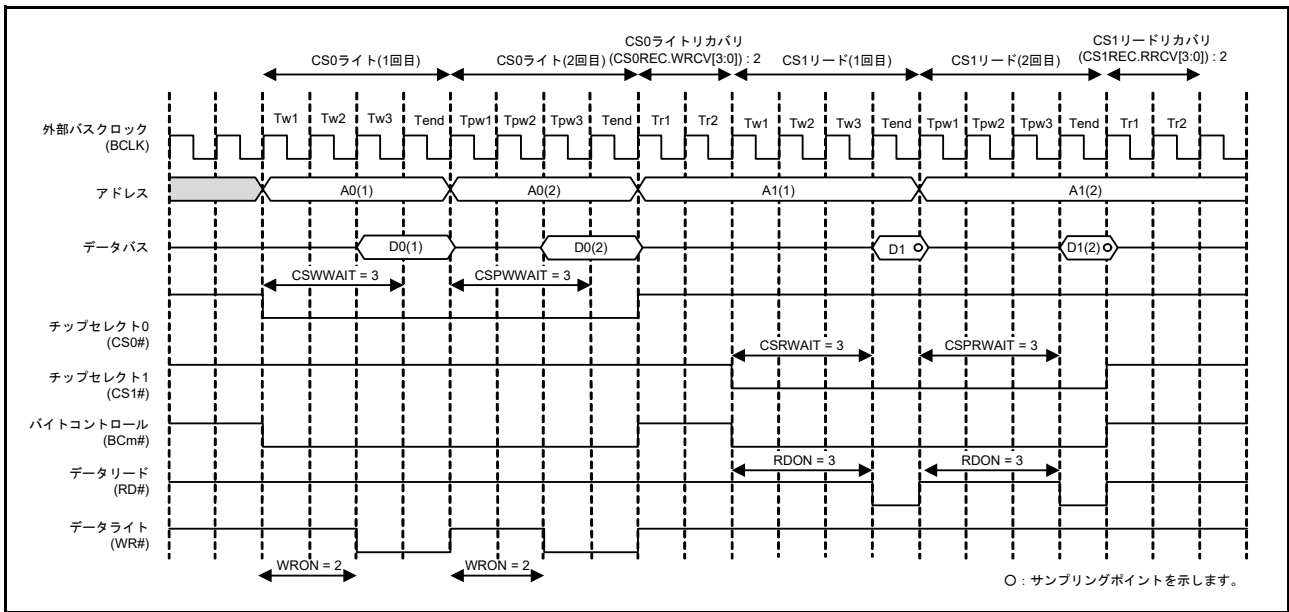 CS0ライト(1回目)
CS0ライト(2回目)
CS0ライトリカバリ
(CS0REC.WRCV[3:0]) : 2
CS1リード(1回目)
CS1リード(2回目)
CS1リードリカバリ
(CS1REC.RRCV[3:0]) : 2
外部バスクロック
(BCLK)
Tw1 Tw2 Tw3 Tend Tpw1 Tpw2 Tpw3 Tend Tr1 Tr2 Tw1 Tw2 Tw3 Tend Tpw1 Tpw2 Tpw3 Tend Tr1 Tr2
アドレス
A0(1) A0(2) A1(1) A1(2)
データバス
D0(1) D0(2) D1 D1(2)
CSWWAIT = 3 CSPWWAIT = 3
チップセレクト0
(CS0#)
CSRWAIT = 3 CSPRWAIT = 3
チップセレクト1
(CS1#)
バイトコントロール
(BCm#)
RDON = 3 RDON = 3
データリード
(RD#)
データライト
(WR#)
WRON = 2 WRON = 2
○ : サンプリングポイントを示します。